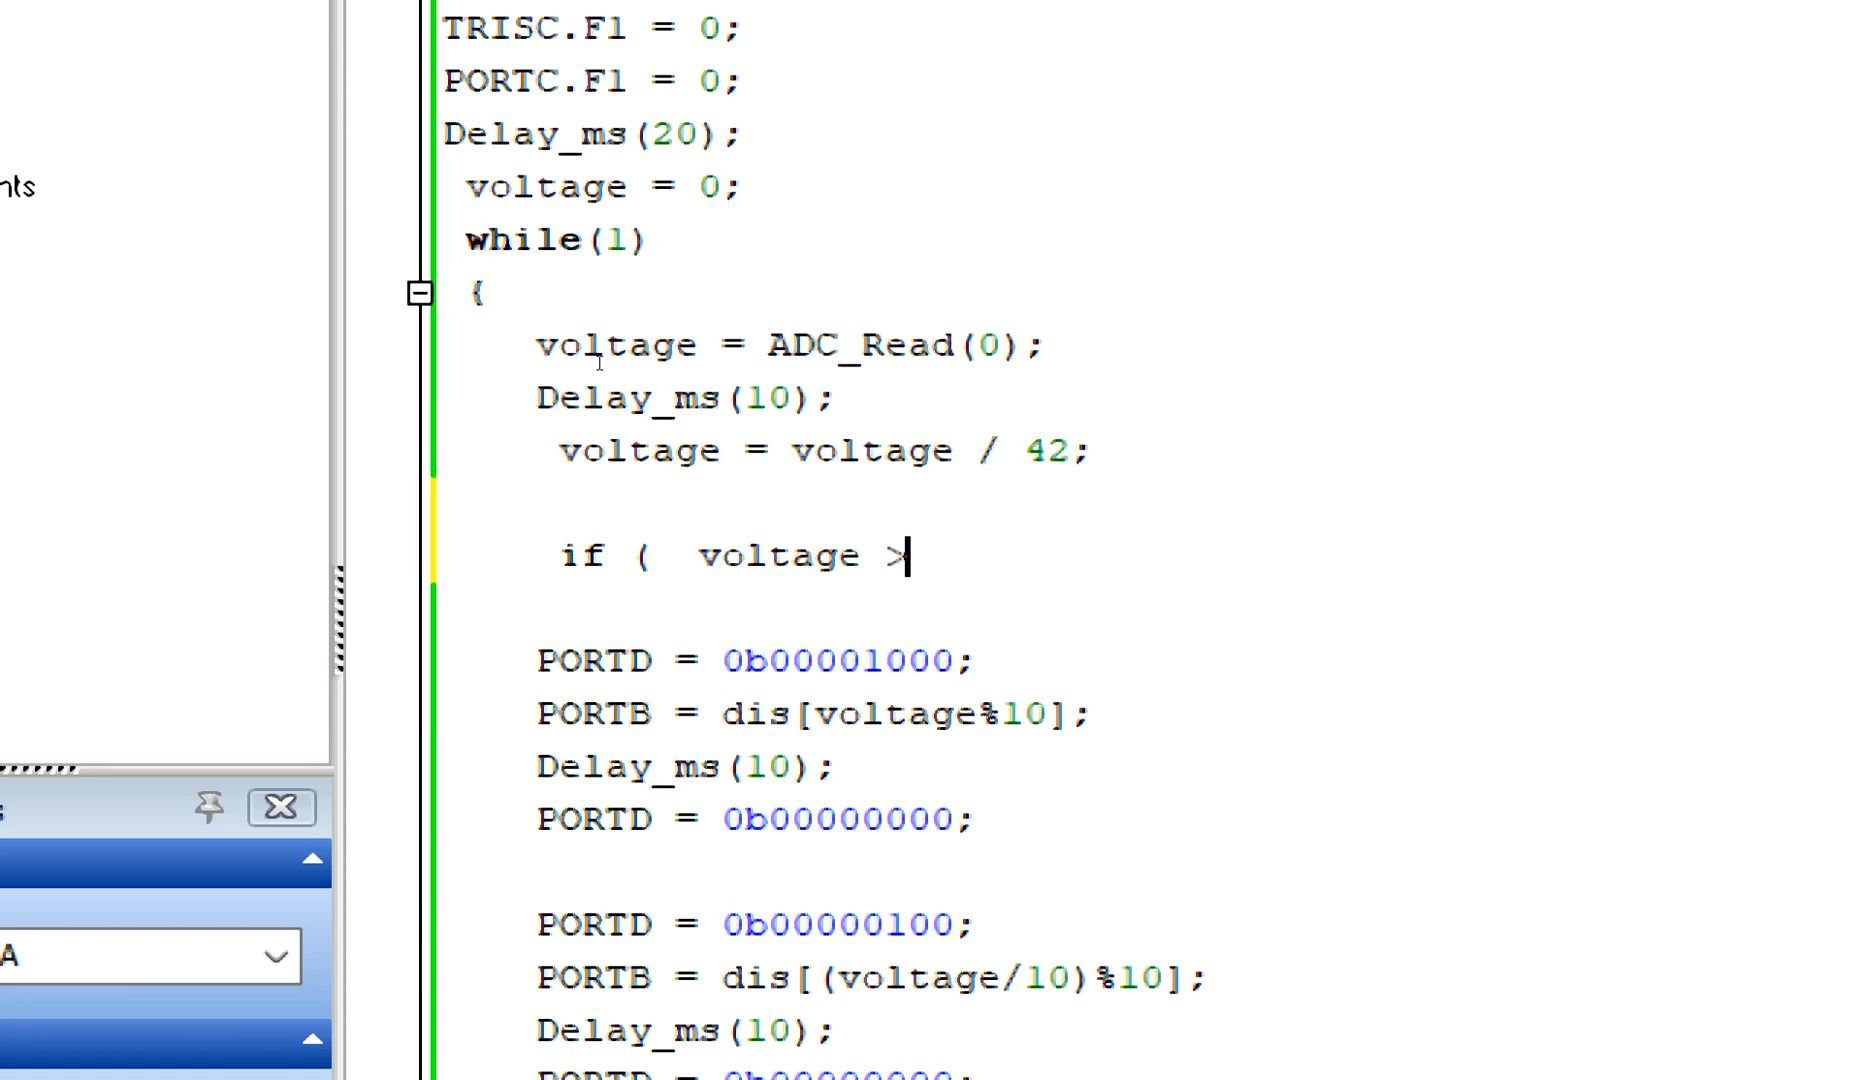 TRISC.F1 = 0;
PORTC.F1 = 0;
Delay_ms(20);
nts
voltage = 0;
while(1)
{
voltage = ADC_Read(0);
Delay_ms(10);
voltage = voltage / 42;
if (  voltage >
PORTD = 0b00001000;
PORTB = dis[voltage%10];
Delay_ms(10);
PORTD = 0b00000000;
PORTD = 0b00000100;
A
PORTB = dis[(voltage/10)%10];
Delay_ms(10);
PORTD = 0b00000000;